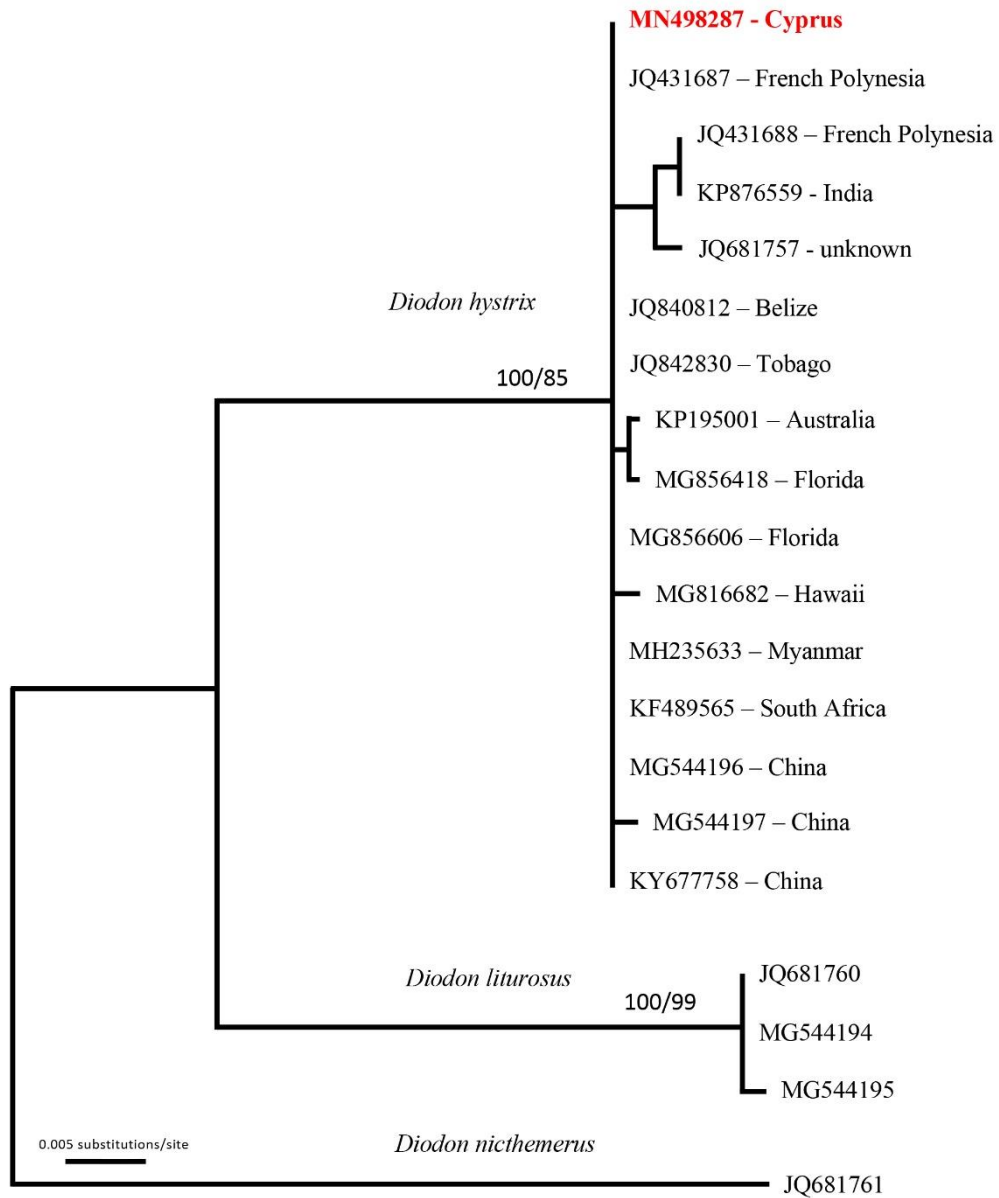 MN498287 - Cyprus
JQ431687 – French Polynesia
JQ431688 – French Polynesia
KP876559 - India
JQ681757 - unknown
Diodon hystrix
JQ840812 – Belize
JQ842830 – Tobago
100/85
KP195001 – Australia
MG856418 – Florida
MG856606 – Florida
MG816682 – Hawaii
MH235633 – Myanmar
KF489565 – South Africa
MG544196 – China
MG544197 – China
KY677758 – China
Diodon liturosus
JQ681760
100/99
MG544194
MG544195
Diodon nicthemerus
0.005 substitutions/site
JQ681761